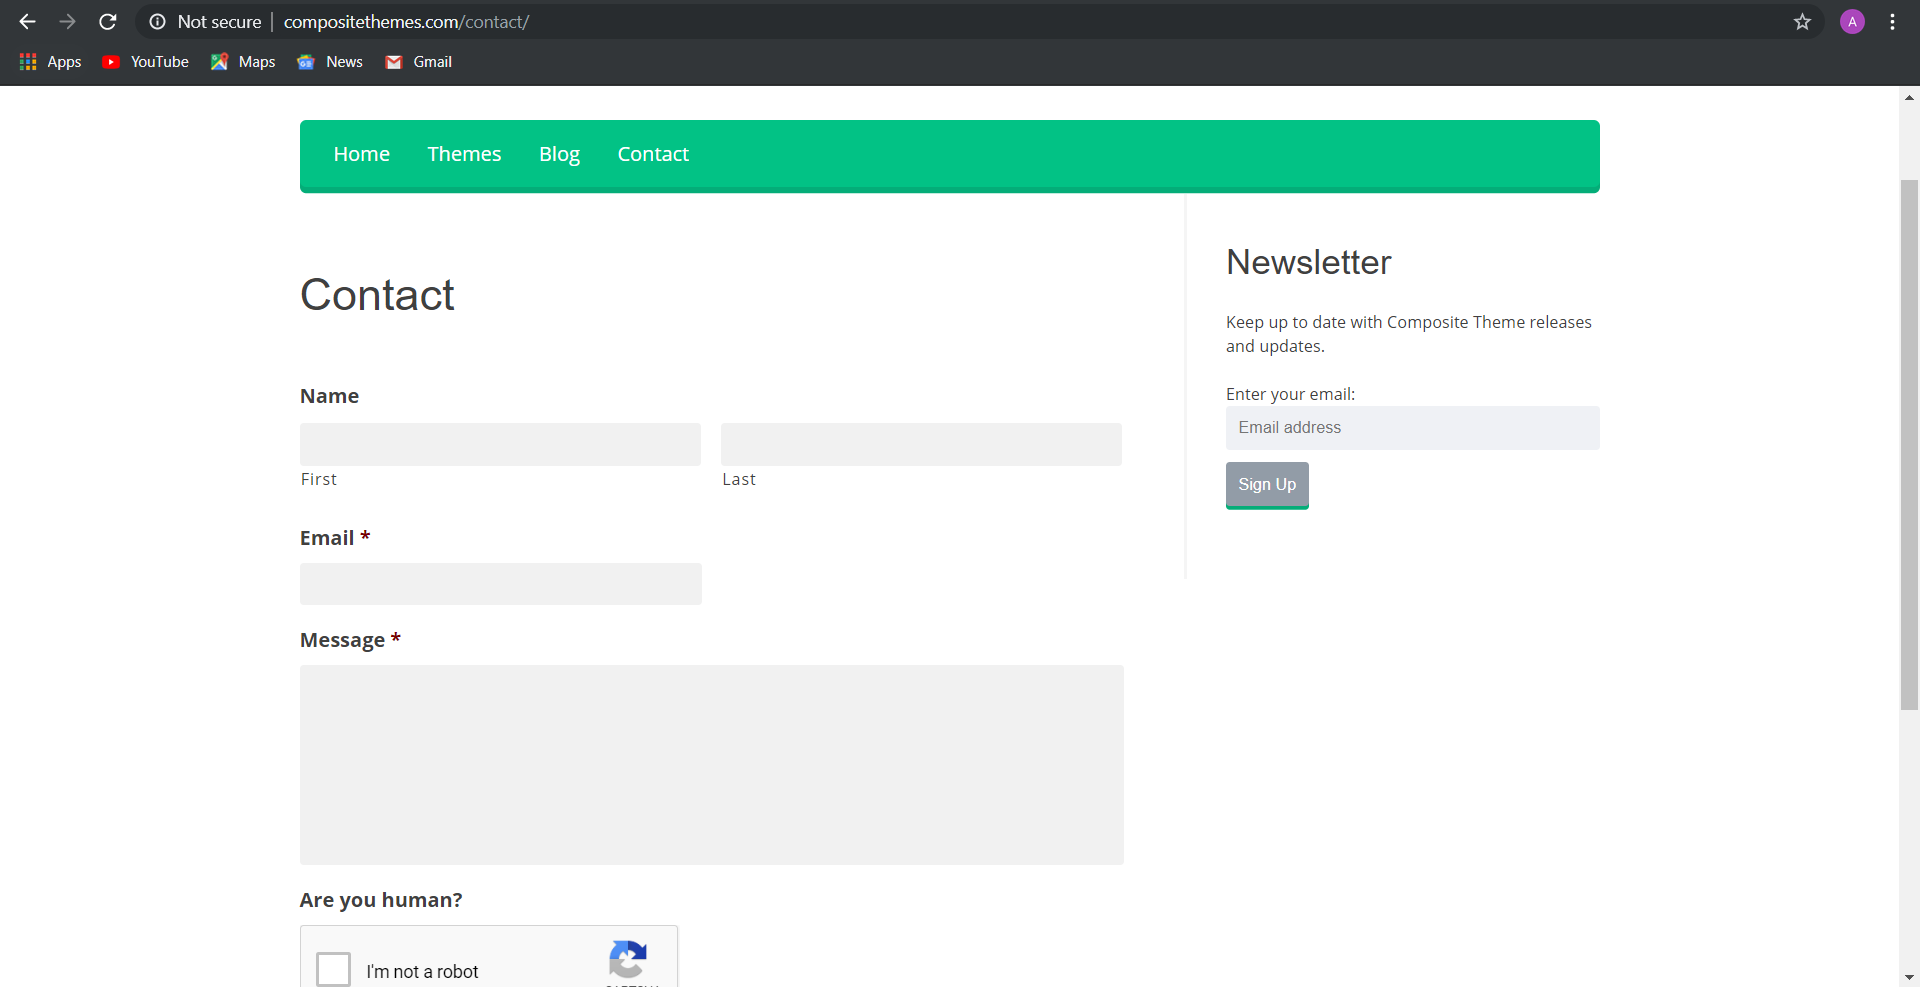 Not secure | compositethemes.com/contact/
A
Apps YouTube Maps News Gmail
Home Themes Blog Contact
Contact
Name
First Last
Email *
Message *
Are you human?
I'm not a robot
Newsletter
Keep up to date with Composite Theme releases
and updates.
Enter your email:
Email address
Sign Up